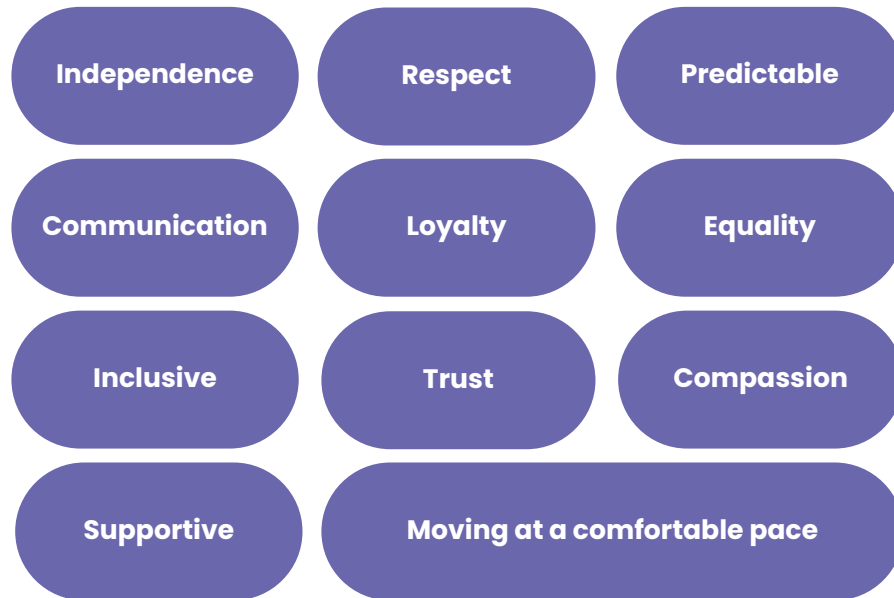 Independence
Respect
Predictable
Communication
Loyalty
Equality
Inclusive
Trust
Compassion
Supportive
Moving at a comfortable pace